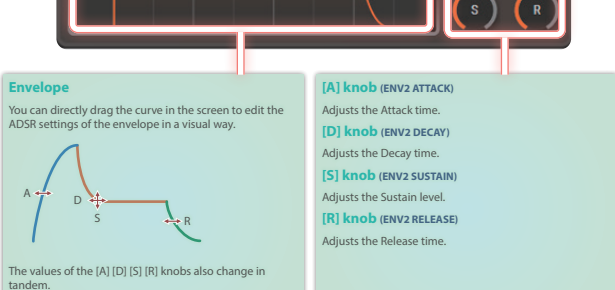 S
R
Envelope
You can directly drag the curve in the screen to edit the
ADSR settings of the envelope in a visual way.
A
D
S
R
The values of the [A] [D] [S] [R] knobs also change in
tandem.
[A] knob (ENV2 ATTACK)
Adjusts the Attack time.
[D] knob (ENV2 DECAY)
Adjusts the Decay time.
[S] knob (ENV2 SUSTAIN)
Adjusts the Sustain level.
[R] knob (ENV2 RELEASE)
Adjusts the Release time.